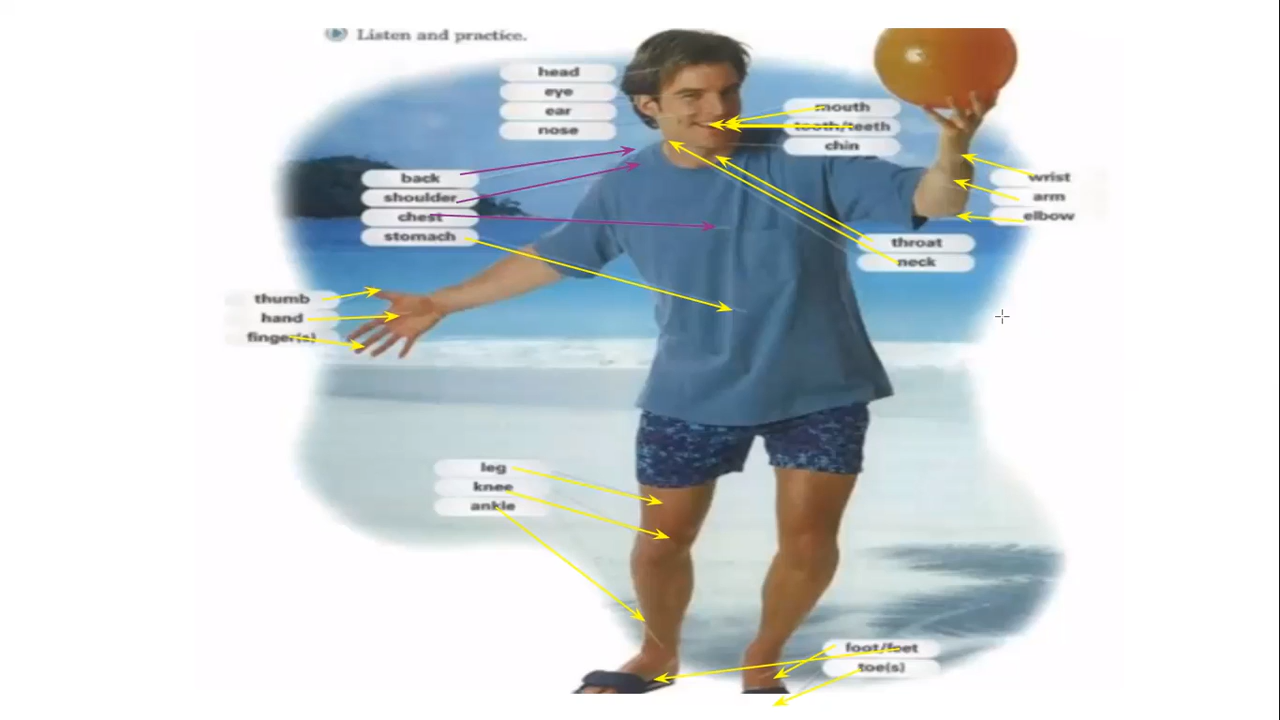 Listen and practice.
head
eye
ear
nose
mouth
tooth/teeth
chin
back
shoulder
chest
stomach
wrist
arm
elbow
throat
neck
thumb
hand
finger(s)
leg
knee
ankle
foot/feet
toe(s)